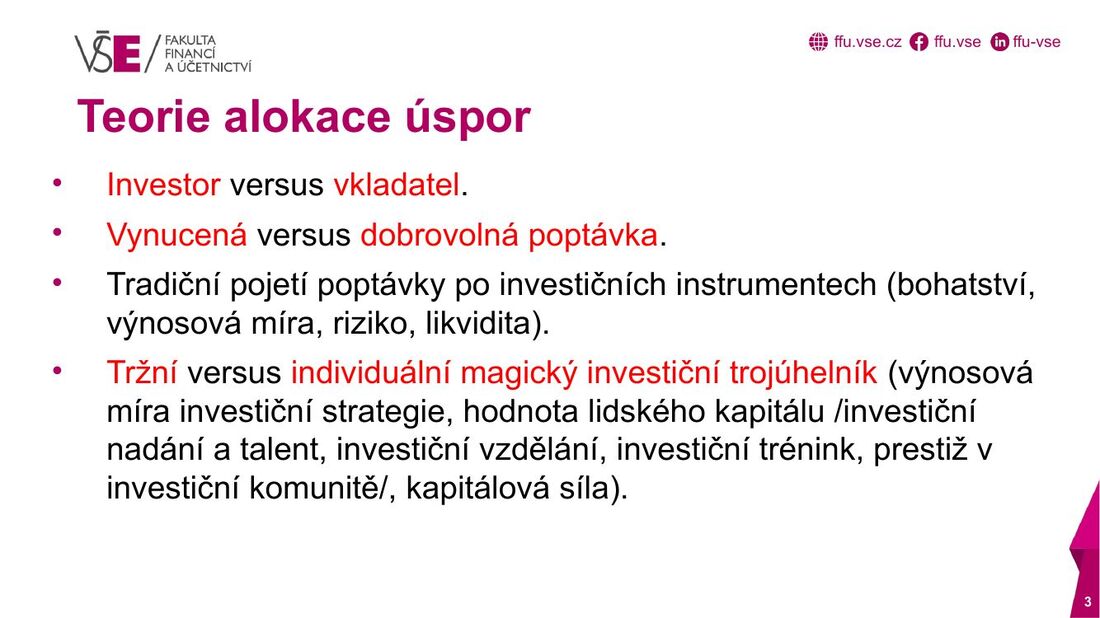 VŠE / FAKULTA
FINANCÍ
A ÚČETNICTVÍ
ffu.vse.cz ffu.vse ffu-vse
Teorie alokace úspor
• Investor versus vkladatel.
• Vynucená versus dobrovolná poptávka.
• Tradiční pojetí poptávky po investičních instrumentech (bohatství,
výnosová míra, riziko, likvidita).
• Tržní versus individuální magický investiční trojúhelník (výnosová
míra investiční strategie, hodnota lidského kapitálu /investiční
nadání a talent, investiční vzdělání, investiční trénink, prestiž v
investiční komunitě/, kapitálová síla).
3